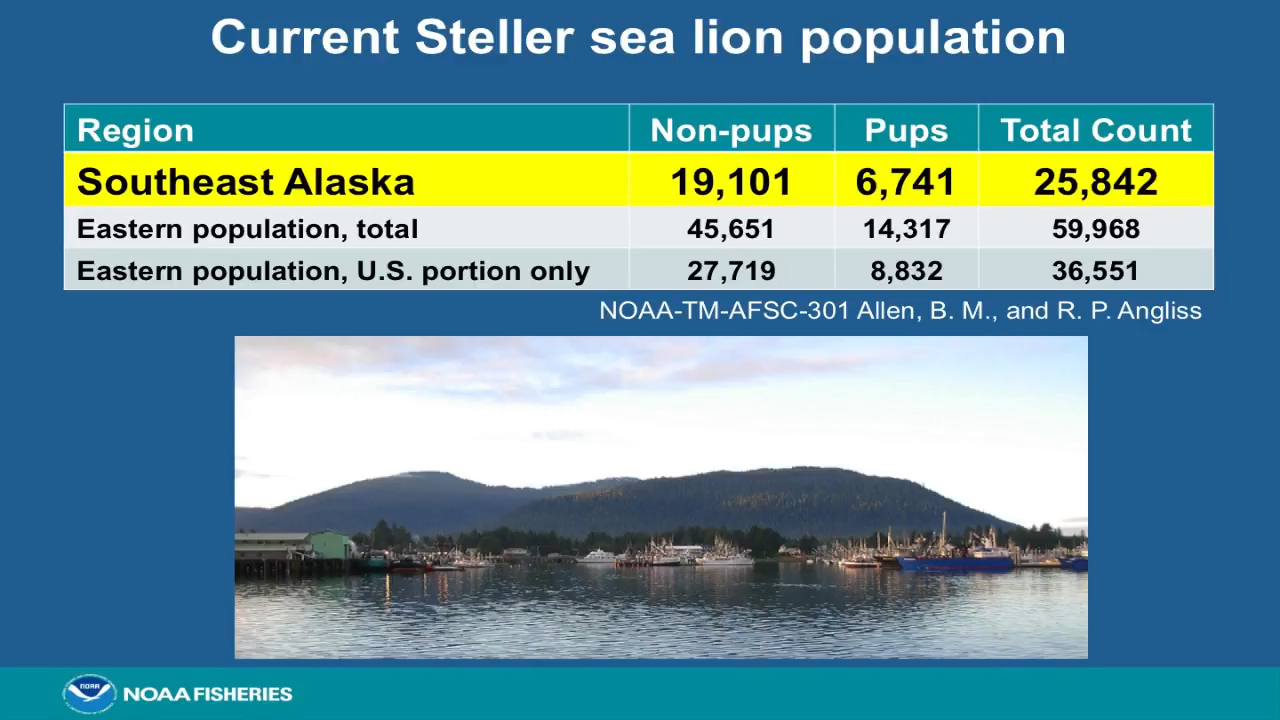 Current Steller sea lion population
Region Non-pups Pups Total Count
Southeast Alaska 19,101 6,741 25,842
Eastern population, total 45,651 14,317 59,968
Eastern population, U.S. portion only 27,719 8,832 36,551
NOAA-TM-AFSC-301 Allen, B. M., and R. P. Angliss
NOAA
NOAA FISHERIES